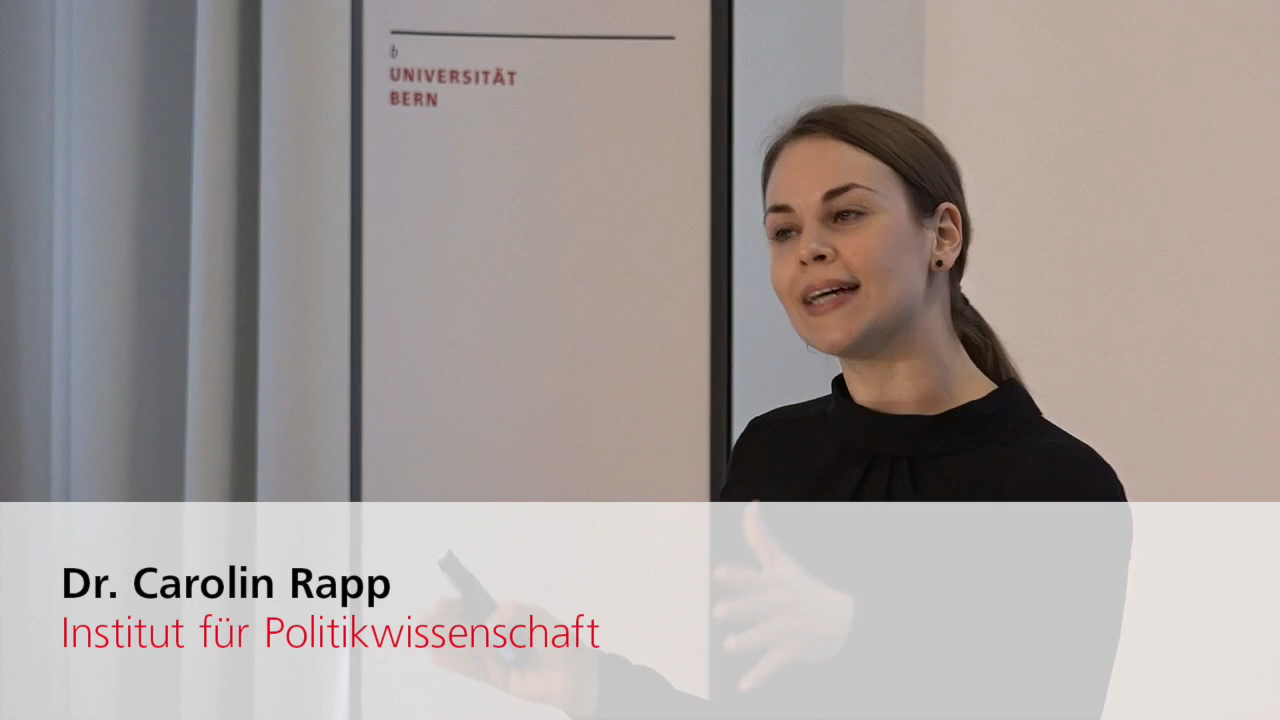 b
UNIVERSITÄT
BERN
Dr. Carolin Rapp
Institut für Politikwissenschaft